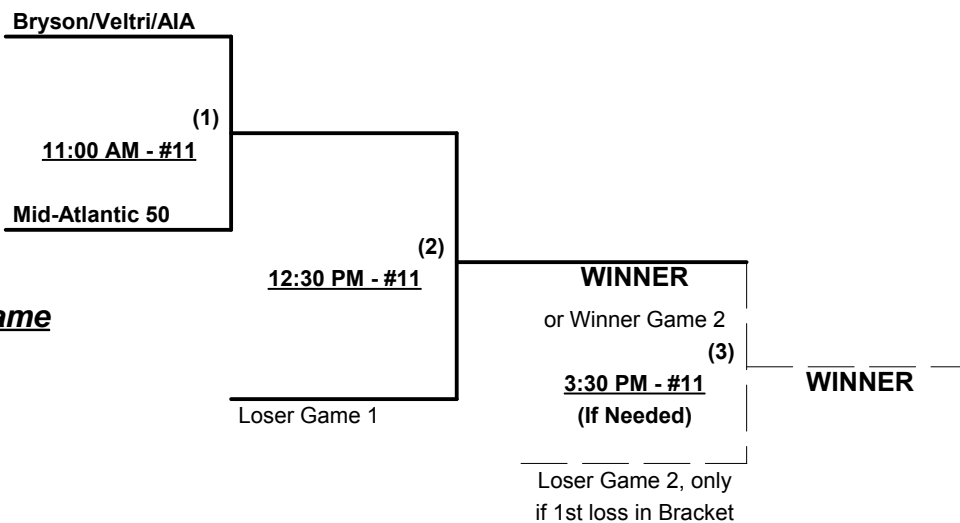 Bryson/Veltri/AIA
(1)
11:00 AM - #11
Mid-Atlantic 50
(2)
12:30 PM - #11
WINNER
or Winner Game 2
(3)
3:30 PM - #11
(If Needed)
WINNER
Loser Game 1
Loser Game 2, only
if 1st loss in Bracket